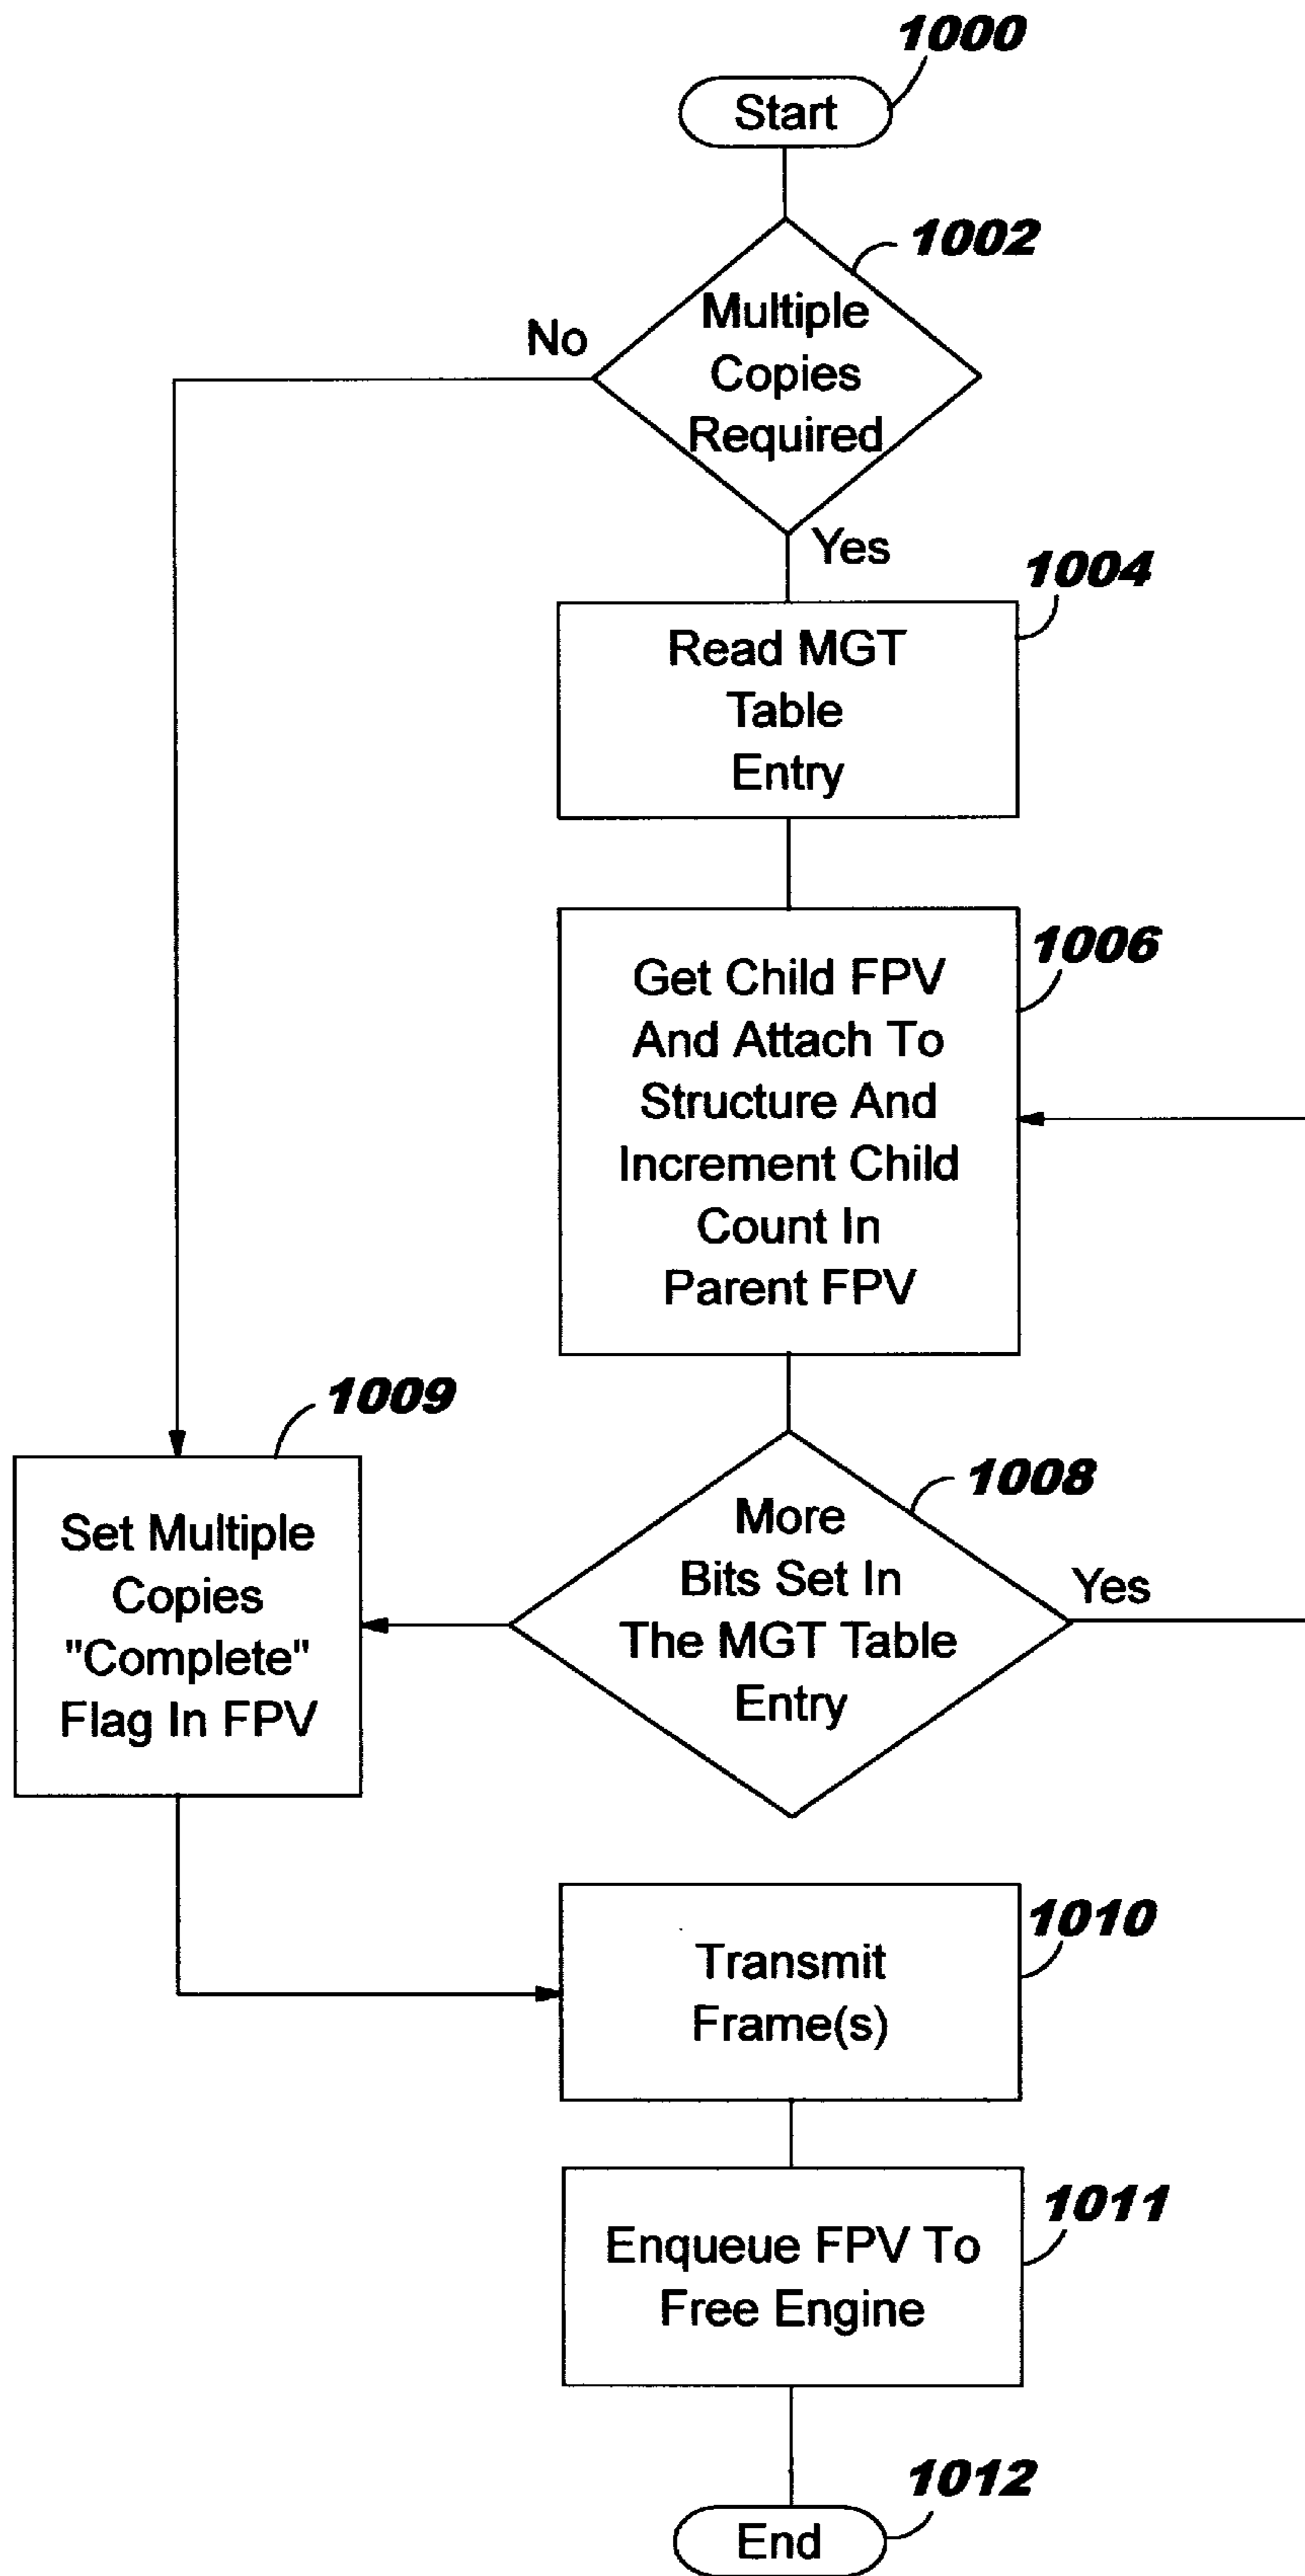 1000
Start
1002
Multiple
Copies
Required
No
Yes
1004
Read MGT
Table
Entry
1006
Get Child FPV
And Attach To
Structure And
Increment Child
Count In
Parent FPV
1009
Set Multiple
Copies
"Complete"
Flag In FPV
1008
More
Bits Set In
The MGT Table
Entry
Yes
1010
Transmit
Frame(s)
1011
Enqueue FPV To
Free Engine
1012
End